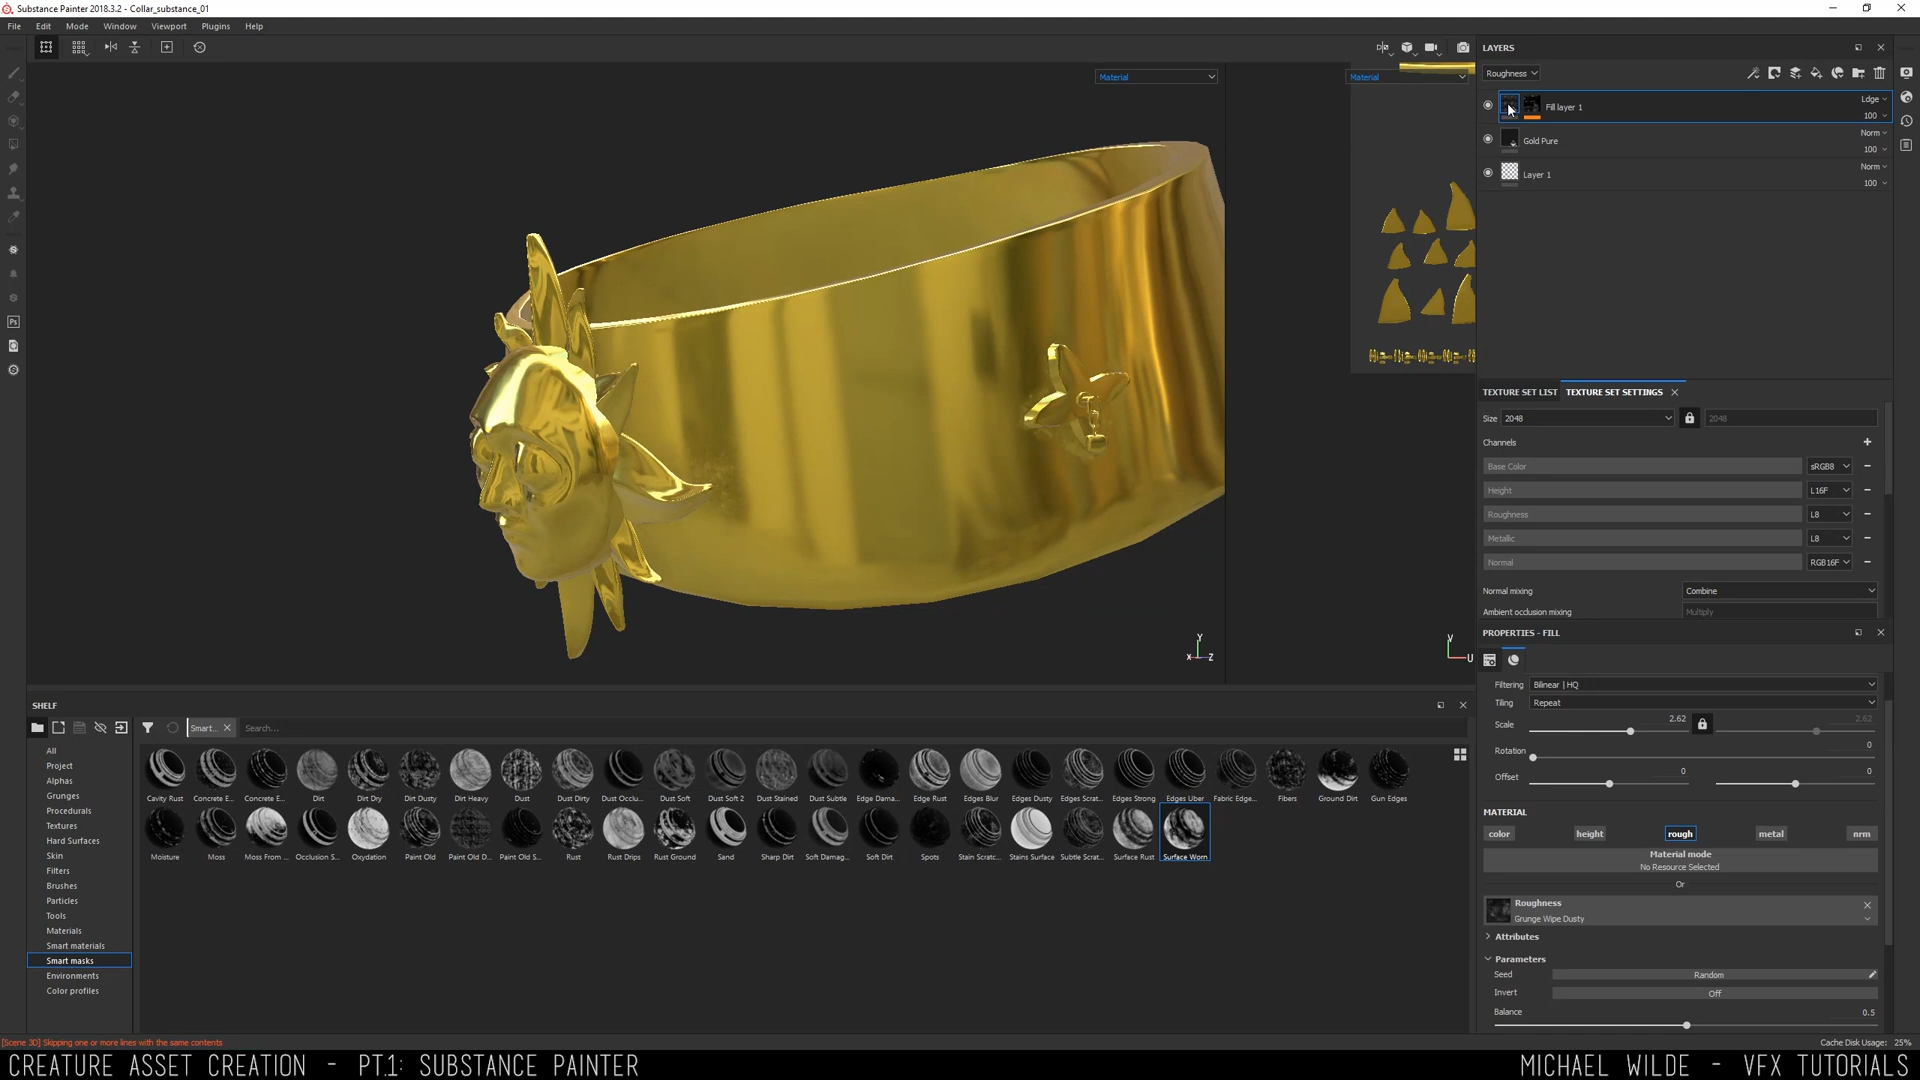 Substance Painter 2018.3.2 - Collar_substance_01
File Edit Mode Window Viewport Plugins Help
Material
Material
LAYERS
Roughness
Fill layer 1
Ldge
100
Gold Pure
Norm
100
Layer 1
Norm
100
TEXTURE SET LIST TEXTURE SET SETTINGS
Size 2048 2048
Channels
Base Color sRGB8
Height L16F
Roughness L8
Metallic L8
Normal RGB16F
Normal mixing Combine
Ambient occlusion mixing Multiply
PROPERTIES - FILL
Filtering Bilinear | HQ
Tiling Repeat
Scale 2.62 2.62
Rotation 0
Offset 0 0
MATERIAL
color height rough metal nrm
Material mode
No Resource Selected
Or
Roughness
Grunge Wipe Dusty
Attributes
Parameters
Seed Random
Invert Off
Balance 0.5
Y
X Z
V
U
Ps
SHELF
Smart... Search...
All
Project
Alphas
Grunges
Procedurals
Textures
Hard Surfaces
Skin
Filters
Brushes
Particles
Tools
Materials
Smart materials
Smart masks
Environments
Color profiles
Cavity Rust Concrete E... Concrete E... Dirt Dirt Dry Dirt Dusty Dirt Heavy Dust Dust Dirty Dust Occlu... Dust Soft Dust Soft 2 Dust Stained Dust Subtle Edge Dama... Edge Rust Edges Blur Edges Dusty Edges Scrat... Edges Strong Edges Uber Fabric Edge... Fibers Ground Dirt Gun Edges
Moisture Moss Moss From ... Occlusion S... Oxydation Paint Old Paint Old D... Paint Old S... Rust Rust Drips Rust Ground Sand Sharp Dirt Soft Damag... Soft Dirt Spots Stain Scratc... Stains Surface Subtle Scrat... Surface Rust Surface Worn
[Scene 3D] Skipping one or more lines with the same contents
Cache Disk Usage: 25%
CREATURE ASSET CREATION - PT.1: SUBSTANCE PAINTER
MICHAEL WILDE - VFX TUTORIALS